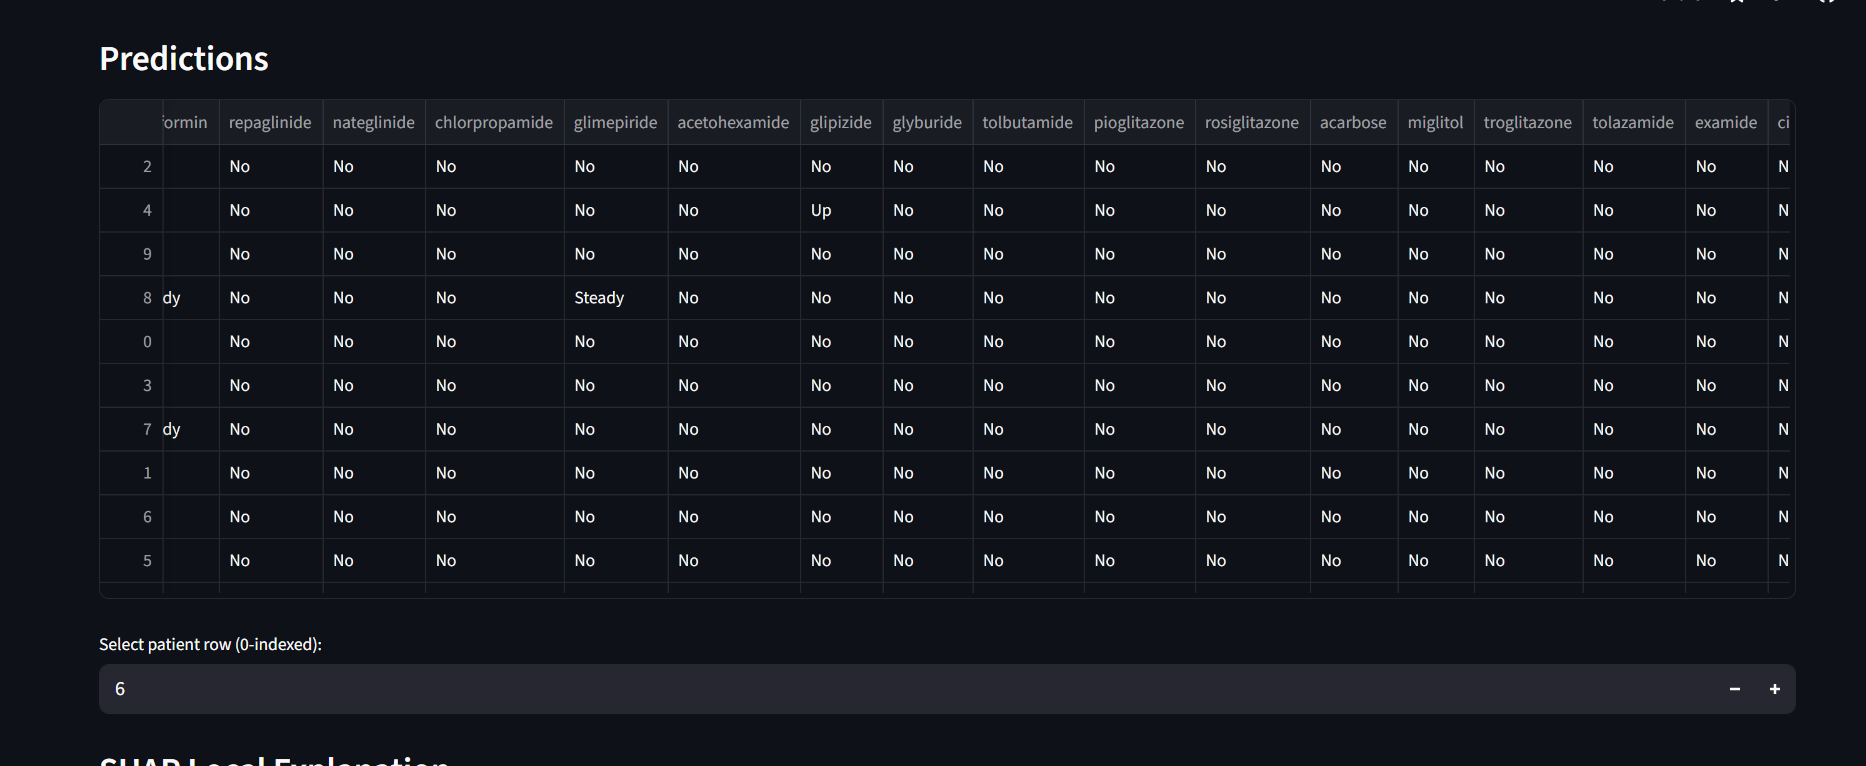 Predictions
ormin repaglinide nateglinide chlorpropamide glimepiride acetohexamide glipizide glyburide tolbutamide pioglitazone rosiglitazone acarbose miglitol troglitazone tolazamide examide ci
2 No No No No No No No No No No No No No No No N
4 No No No No No Up No No No No No No No No No N
9 No No No No No No No No No No No No No No No N
8 dy No No No Steady No No No No No No No No No No No N
0 No No No No No No No No No No No No No No No N
3 No No No No No No No No No No No No No No No N
7 dy No No No No No No No No No No No No No No No N
1 No No No No No No No No No No No No No No No N
6 No No No No No No No No No No No No No No No N
5 No No No No No No No No No No No No No No No N
Select patient row (0-indexed):
6 − +
SHAP Local Explanation